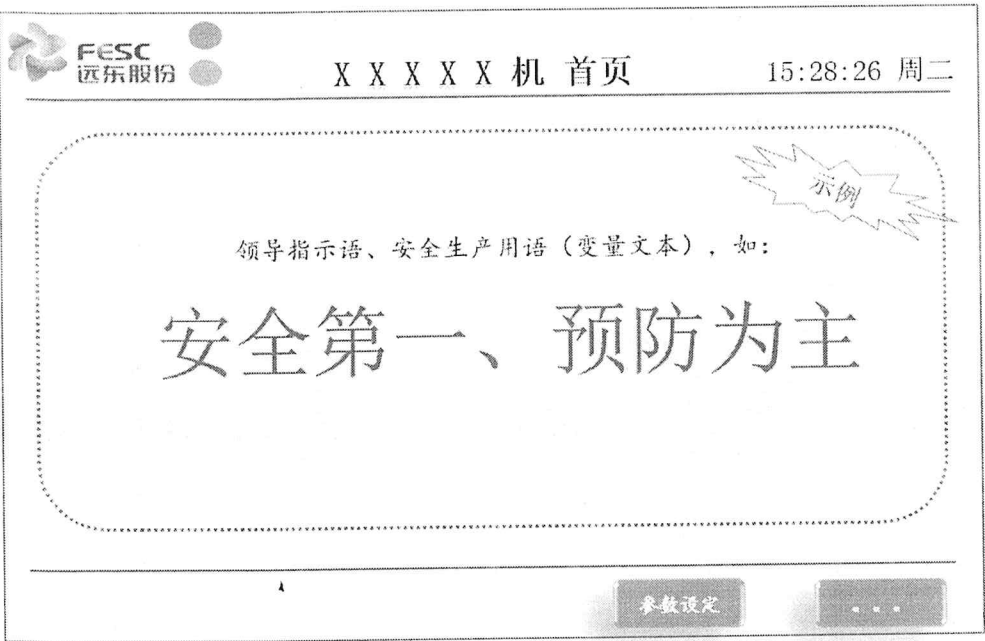 FESC
远东股份
X X X X X 机 首页
15:28:26 周二
示例
领导指示语、安全生产用语（变量文本），如：
安全第一、预防为主
参数设定
...